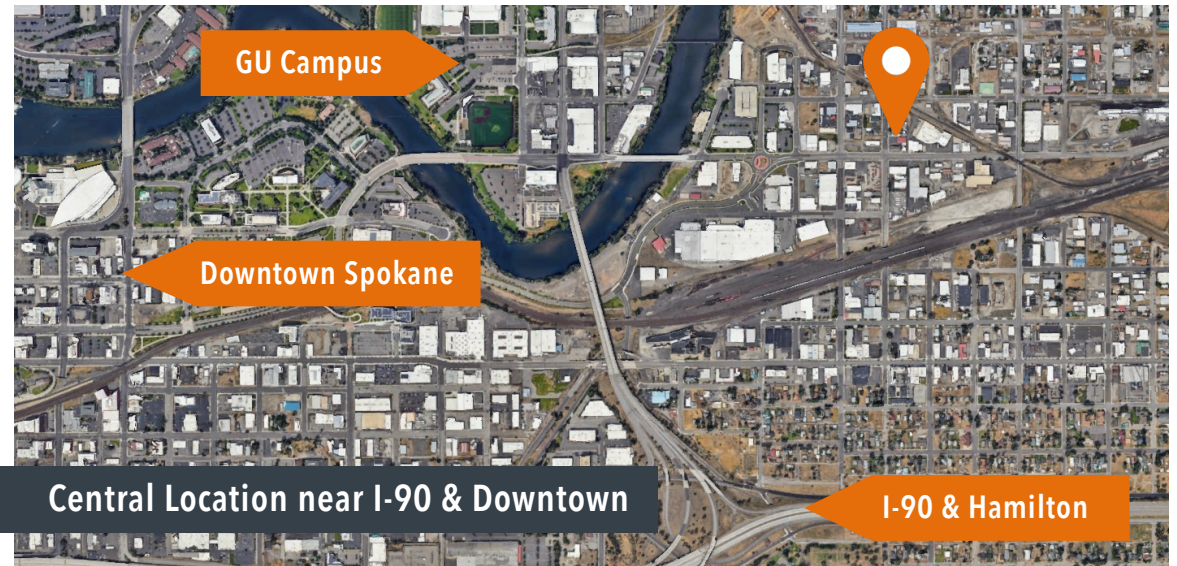 GU Campus
Downtown Spokane
Central Location near I-90 & Downtown
I-90 & Hamilton